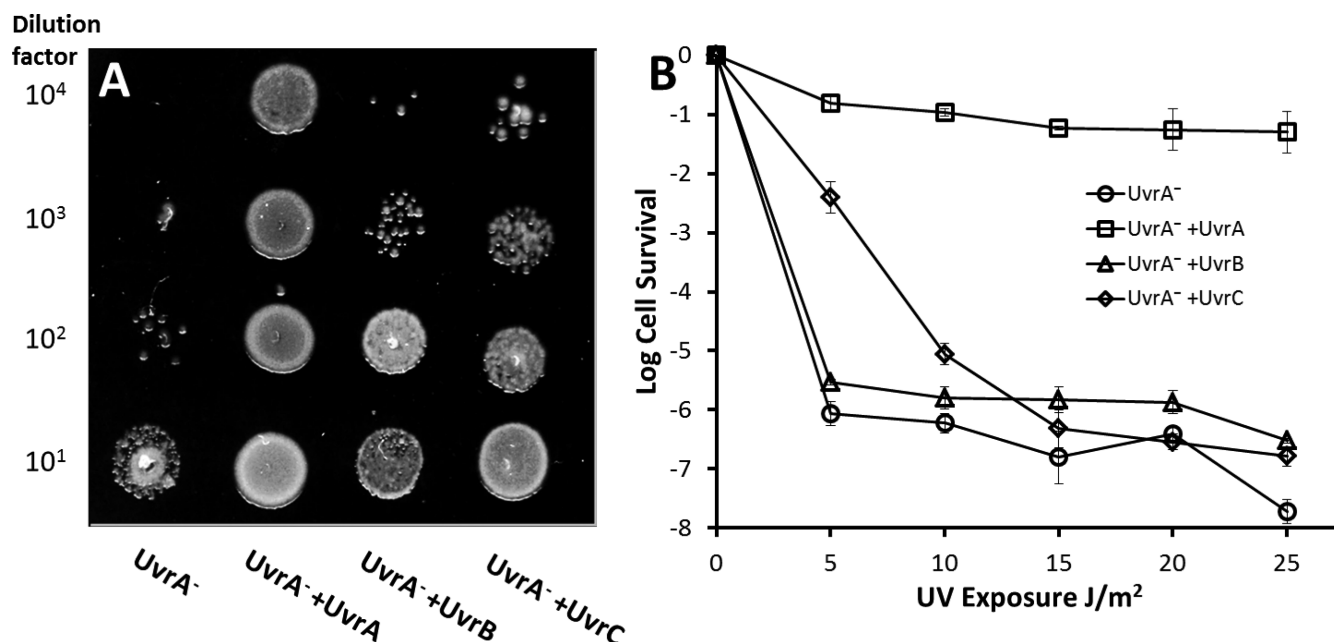 Dilution
factor
A
10⁴
10³
10²
10¹
UvrA⁻
UvrA⁻+UvrA
UvrA⁻+UvrB
UvrA⁻+UvrC
B
Log Cell Survival
0
-1
-2
-3
-4
-5
-6
-7
-8
0 5 10 15 20 25
UV Exposure J/m²
UvrA⁻
UvrA⁻ +UvrA
UvrA⁻ +UvrB
UvrA⁻ +UvrC